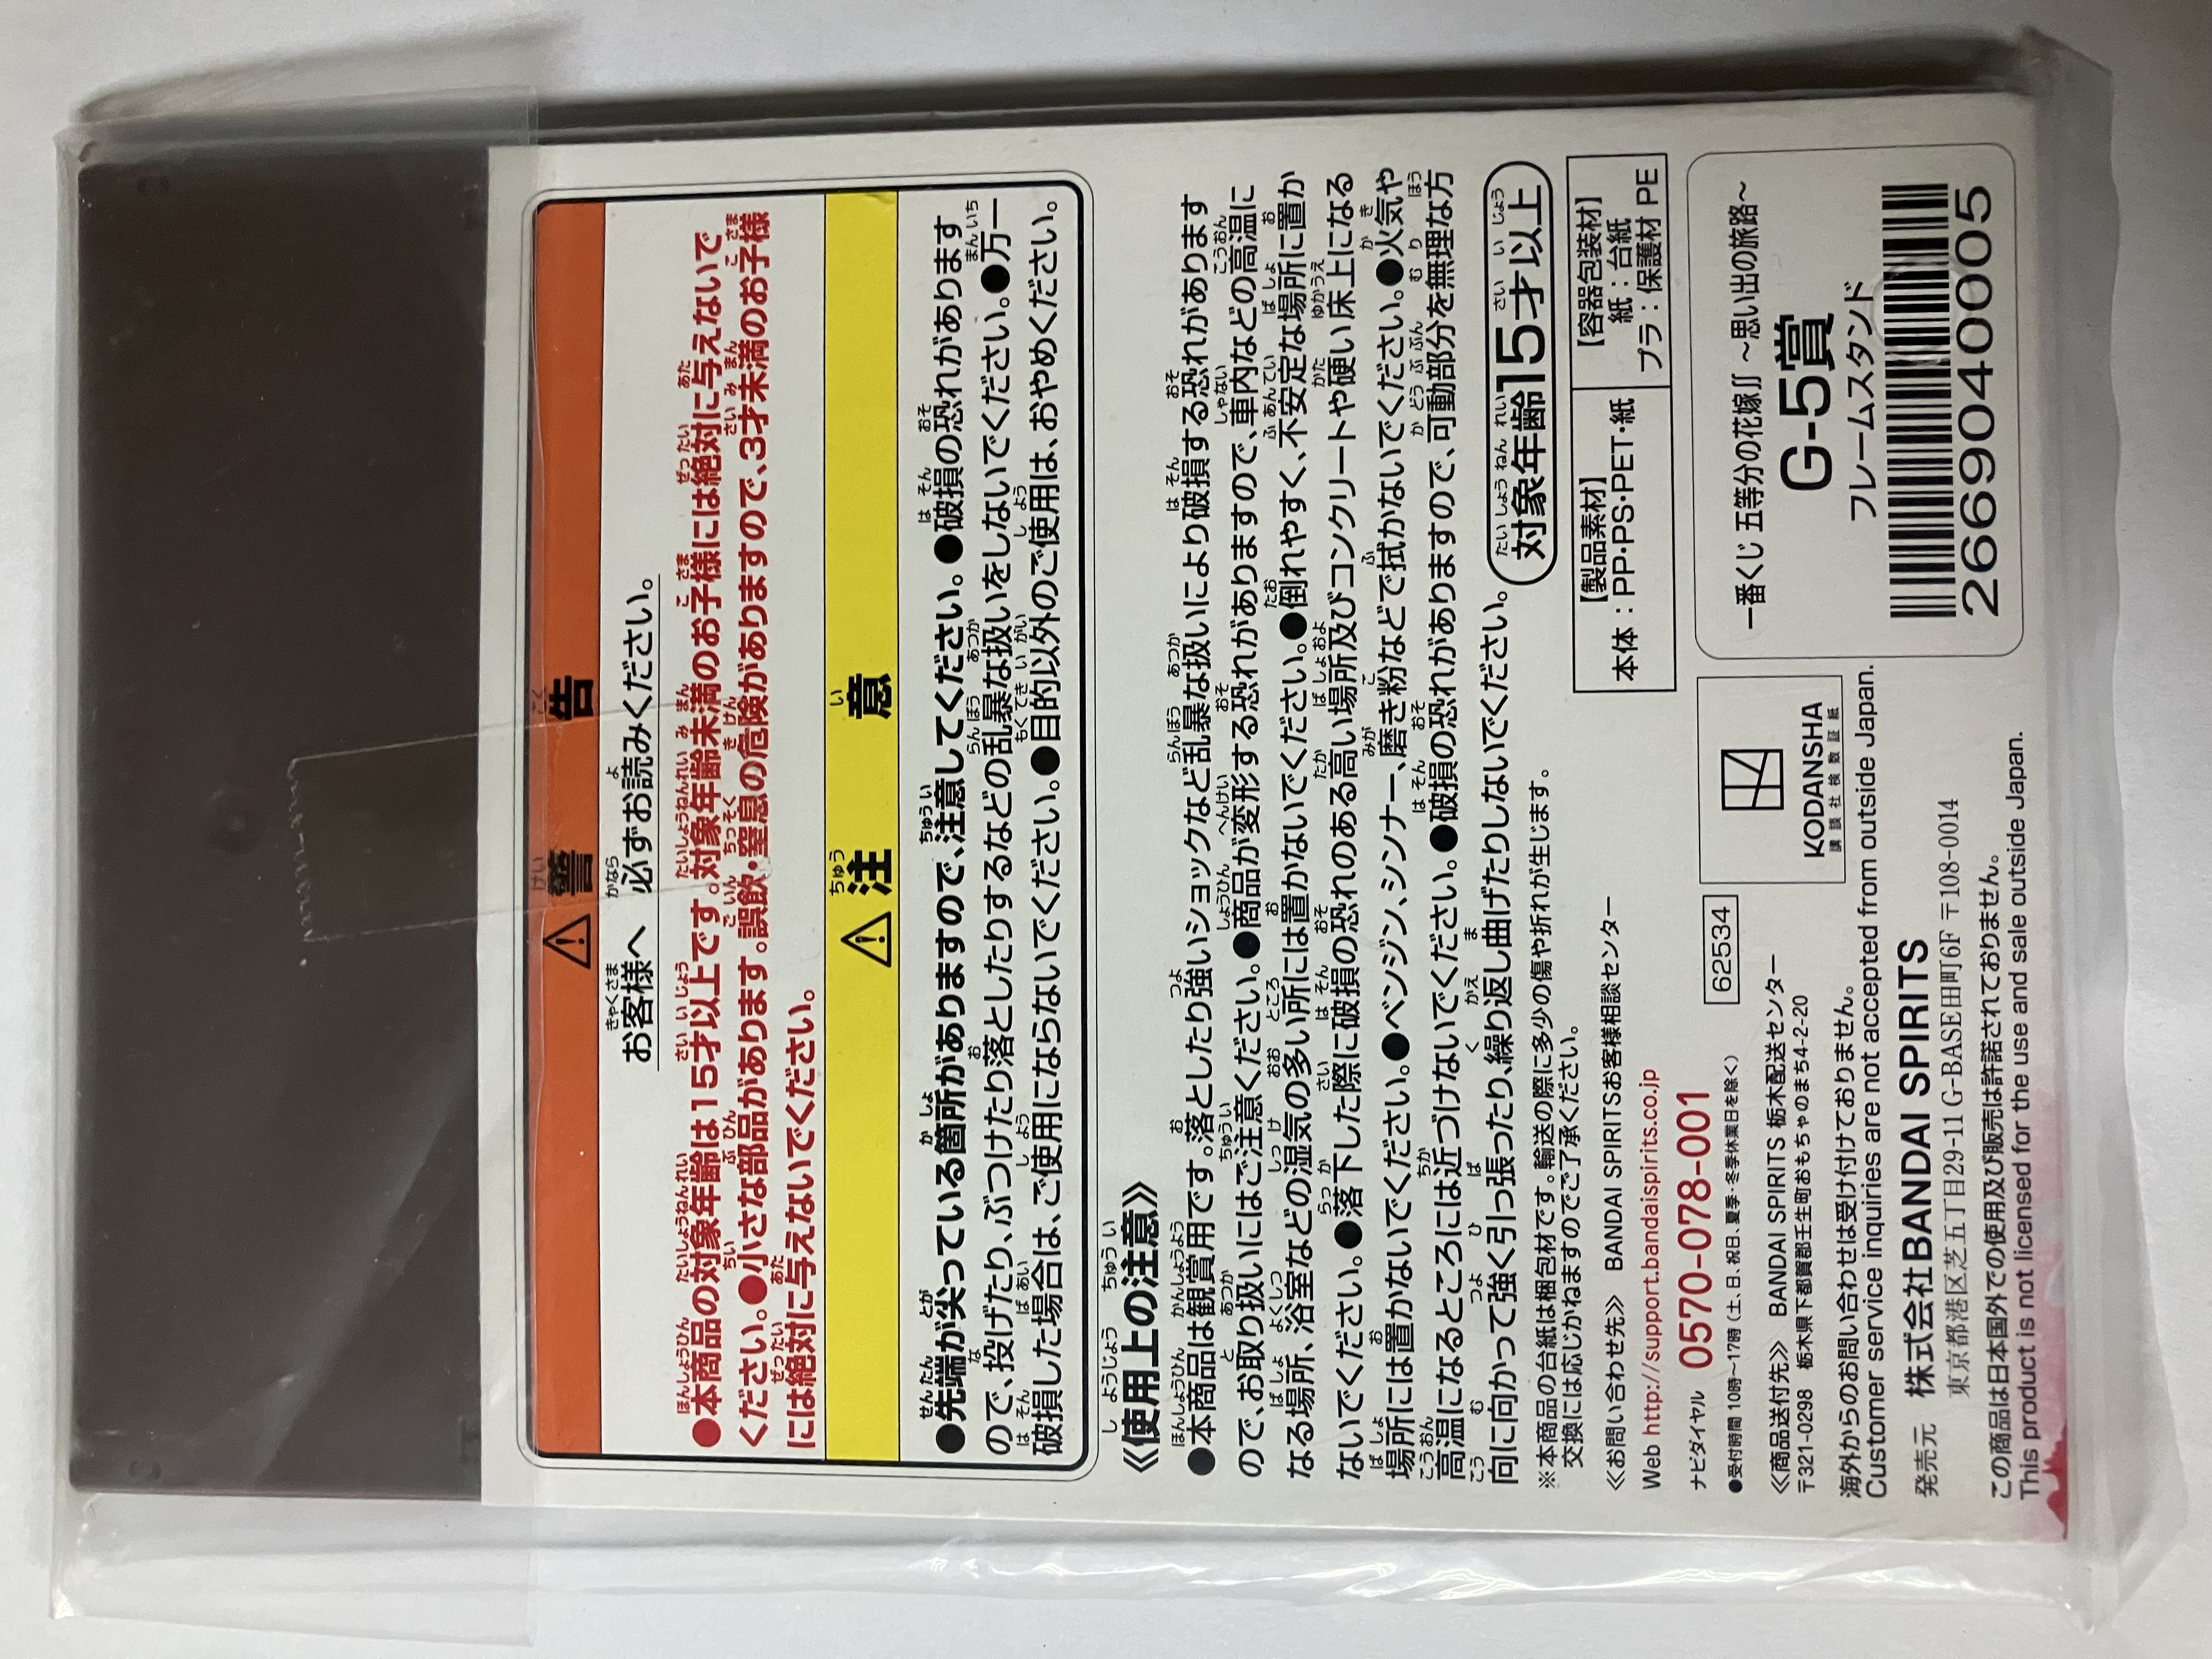 ⚠警告
お客様へ 必ずお読みください。
●本商品の対象年齢は15才以上です。対象年齢未満のお子様には絶対に与えないで
ください。●小さな部品があります。誤飲・窒息の危険がありますので、3才未満のお子様
には絶対に与えないでください。
⚠注意
●先端が尖っている箇所がありますので、注意してください。●破損の恐れがあります
ので、投げたり、ぶつけたり落としたりするなどの乱暴な扱いをしないでください。●万一
破損した場合は、ご使用にならないでください。●目的以外のご使用は、おやめください。
《使用上の注意》
●本商品は観賞用です。落としたり強いショックなど乱暴な扱いにより破損する恐れがあります
ので、お取り扱いにはご注意ください。●商品が変形する恐れがありますので、車内などの高温に
なる場所、浴室などの湿気の多い所には置かないでください。●倒れやすく、不安定な場所に置か
ないでください。●落下した際に破損の恐れのある高い場所及びコンクリートや硬い床上になる
場所には置かないでください。●ベンジン、シンナー、磨き粉などで拭かないでください。●火気や
高温になるところには近づけないでください。●破損の恐れがありますので、可動部分を無理な方
向に向かって強く引っ張ったり、繰り返し曲げたりしないでください。
対象年齢15才以上
※本商品の台紙は梱包材です。輸送の際に多少の傷や折れが生じます。
交換には応じかねますのでご了承ください。
【製品素材】
本体：PP・PS・PET・紙
【容器包装材】
紙：台紙
プラ：保護材 PE
《お問い合わせ先》 BANDAI SPIRITSお客様相談センター
Web http://support.bandaispirits.co.jp
ナビダイヤル 0570-078-001
●受付時間 10時～17時（土、日、祝日、夏季・冬季休業日を除く）
62534
《商品送付先》 BANDAI SPIRITS 栃木配送センター
〒321-0298 栃木県下都賀郡壬生町おもちゃのまち4-2-20
海外からのお問い合わせは受け付けておりません。
Customer service inquiries are not accepted from outside Japan.
発売元 株式会社BANDAI SPIRITS
東京都港区芝五丁目29-11 G-BASE田町6F 〒108-0014
この商品は日本国外での使用及び販売は許諾されておりません。
This product is not licensed for the use and sale outside Japan.
KODANSHA
講談社検数証紙
一番くじ 五等分の花嫁∬ ～思い出の旅路～
G-5賞
フレームスタンド
2669040005